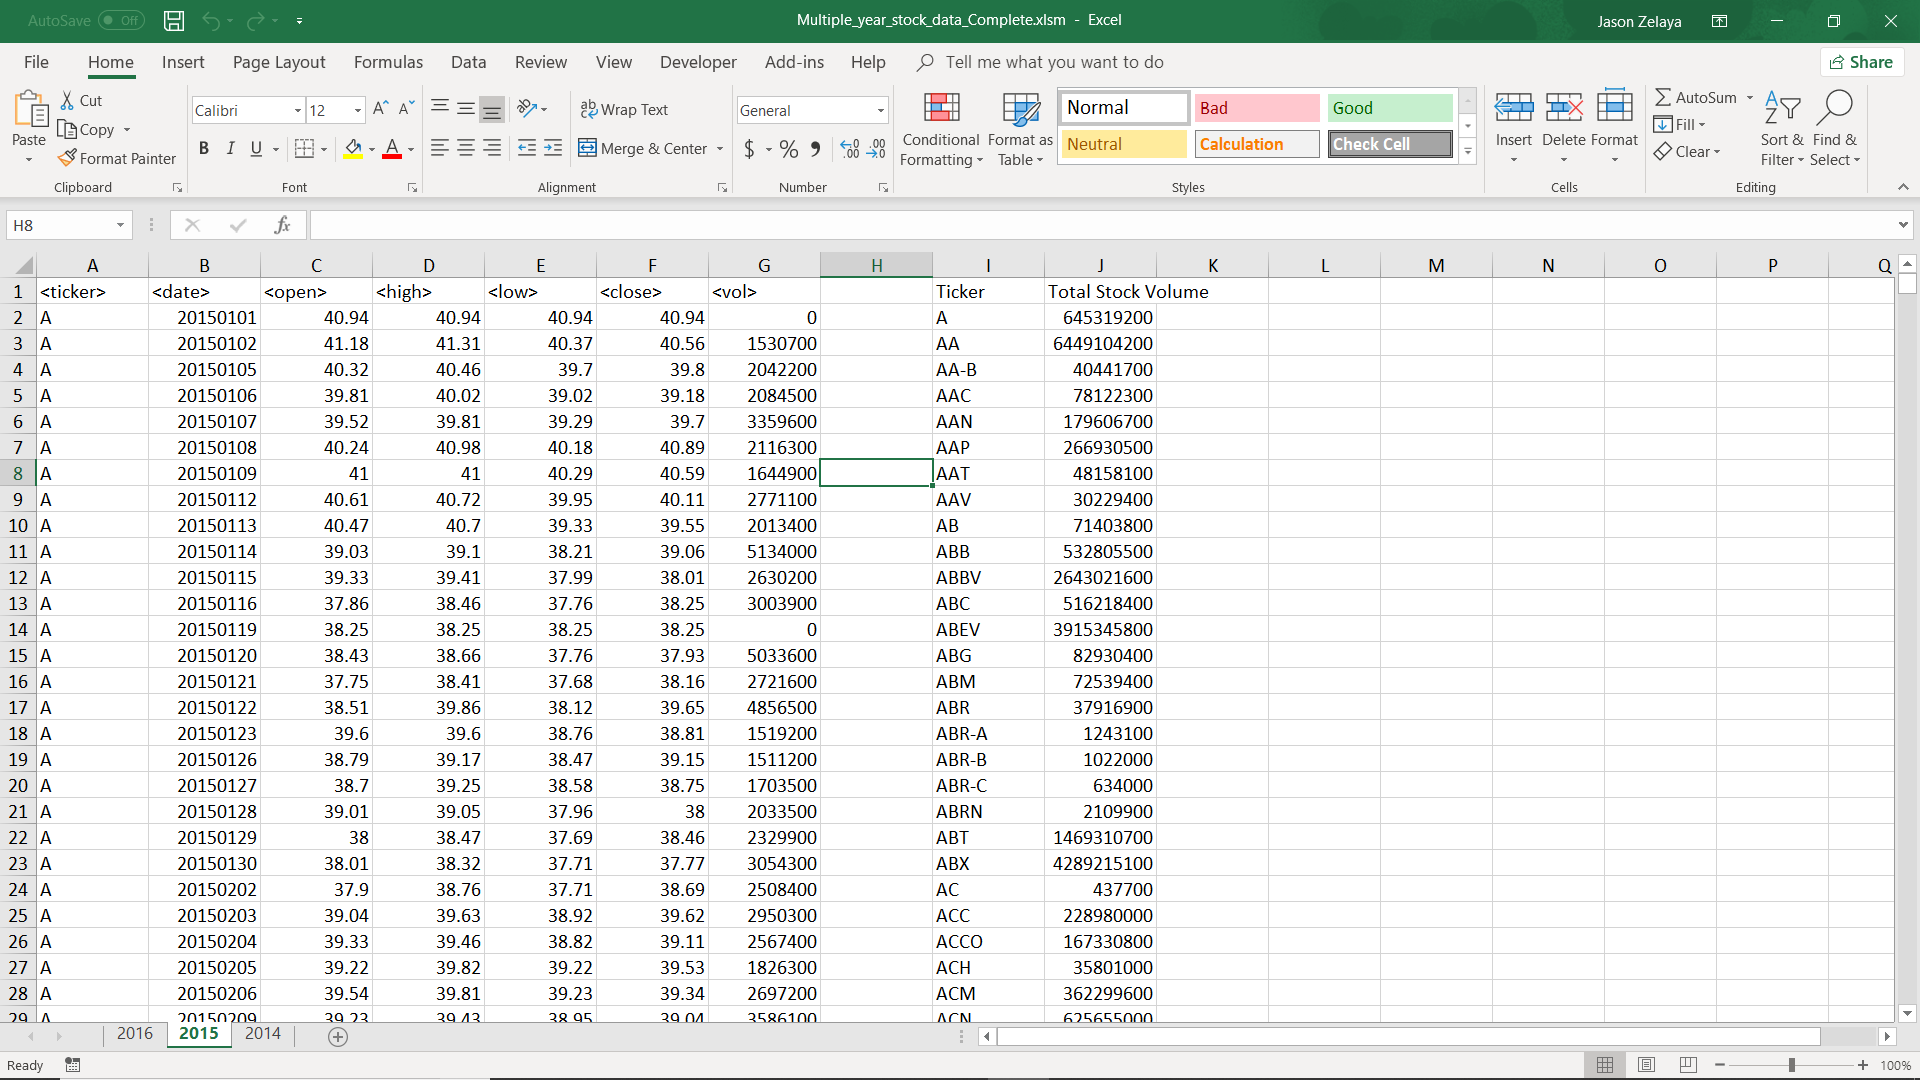 AutoSave Off Multiple_year_stock_data_Complete.xlsm - Excel Jason Zelaya
File Home Insert Page Layout Formulas Data Review View Developer Add-ins Help Tell me what you want to do Share
Paste Cut Copy Format Painter Clipboard
Calibri 12 B I U A Font
ab Wrap Text Merge & Center Alignment
General $ % Number
Conditional Formatting Format as Table Normal Bad Good Neutral Calculation Check Cell Styles
Insert Delete Format Cells
AutoSum Fill Clear Sort & Filter Find & Select Editing
H8 fx
A B C D E F G H I J K L M N O P Q
1 <ticker> <date> <open> <high> <low> <close> <vol> Ticker Total Stock Volume
2 A 20150101 40.94 40.94 40.94 40.94 0 A 645319200
3 A 20150102 41.18 41.31 40.37 40.56 1530700 AA 6449104200
4 A 20150105 40.32 40.46 39.7 39.8 2042200 AA-B 40441700
5 A 20150106 39.81 40.02 39.02 39.18 2084500 AAC 78122300
6 A 20150107 39.52 39.81 39.29 39.7 3359600 AAN 179606700
7 A 20150108 40.24 40.98 40.18 40.89 2116300 AAP 266930500
8 A 20150109 41 41 40.29 40.59 1644900 AAT 48158100
9 A 20150112 40.61 40.72 39.95 40.11 2771100 AAV 30229400
10 A 20150113 40.47 40.7 39.33 39.55 2013400 AB 71403800
11 A 20150114 39.03 39.1 38.21 39.06 5134000 ABB 532805500
12 A 20150115 39.33 39.41 37.99 38.01 2630200 ABBV 2643021600
13 A 20150116 37.86 38.46 37.76 38.25 3003900 ABC 516218400
14 A 20150119 38.25 38.25 38.25 38.25 0 ABEV 3915345800
15 A 20150120 38.43 38.66 37.76 37.93 5033600 ABG 82930400
16 A 20150121 37.75 38.41 37.68 38.16 2721600 ABM 72539400
17 A 20150122 38.51 39.86 38.12 39.65 4856500 ABR 37916900
18 A 20150123 39.6 39.6 38.76 38.81 1519200 ABR-A 1243100
19 A 20150126 38.79 39.17 38.47 39.15 1511200 ABR-B 1022000
20 A 20150127 38.7 39.25 38.58 38.75 1703500 ABR-C 634000
21 A 20150128 39.01 39.05 37.96 38 2033500 ABRN 2109900
22 A 20150129 38 38.47 37.69 38.46 2329900 ABT 1469310700
23 A 20150130 38.01 38.32 37.71 37.77 3054300 ABX 4289215100
24 A 20150202 37.9 38.76 37.71 38.69 2508400 AC 437700
25 A 20150203 39.04 39.63 38.92 39.62 2950300 ACC 228980000
26 A 20150204 39.33 39.46 38.82 39.11 2567400 ACCO 167330800
27 A 20150205 39.22 39.82 39.22 39.53 1826300 ACH 35801000
28 A 20150206 39.54 39.81 39.23 39.34 2697200 ACM 362299600
29 A 20150209 39.23 39.43 38.95 39.04 3586100 ACN 625655000
2016 2015 2014
Ready 100%